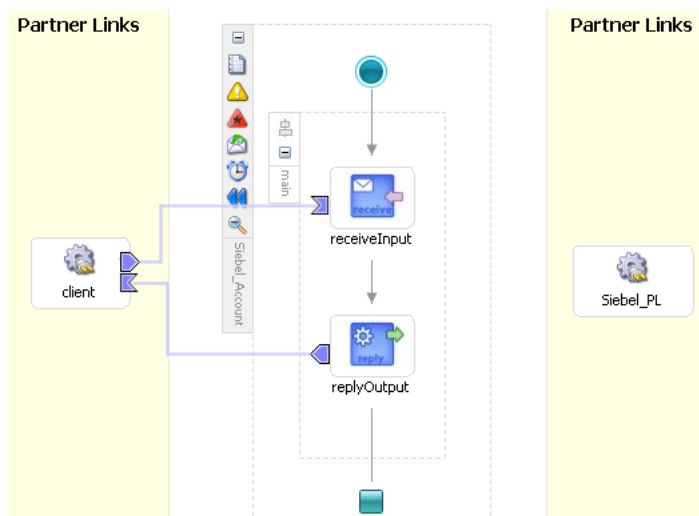 Partner Links
Partner Links
main
receive
receiveInput
Siebel_Account
client
Siebel_PL
reply
replyOutput